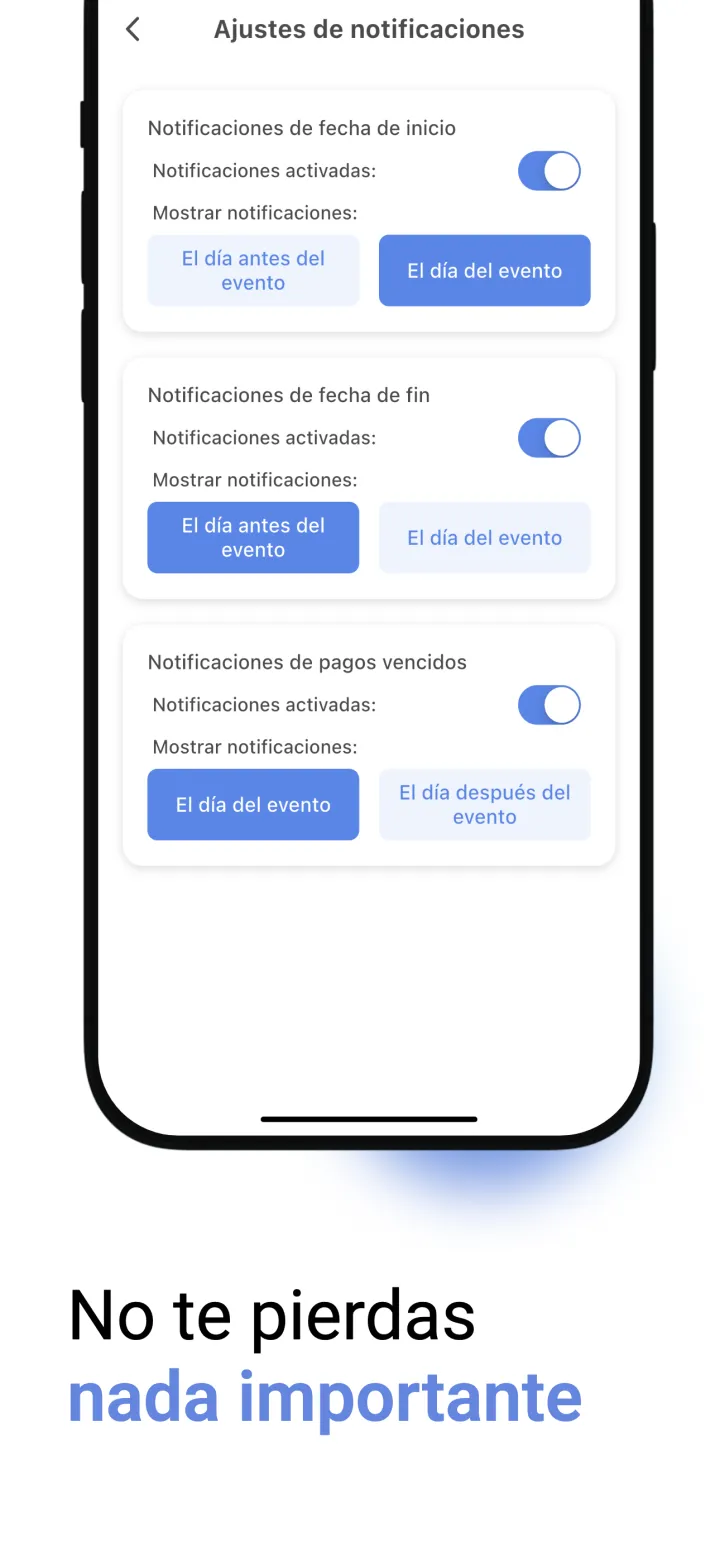 Ajustes de notificaciones
Notificaciones de fecha de inicio
Notificaciones activadas:
Mostrar notificaciones:
El día antes del
evento
El día del evento
Notificaciones de fecha de fin
Notificaciones activadas:
Mostrar notificaciones:
El día antes del
evento
El día del evento
Notificaciones de pagos vencidos
Notificaciones activadas:
Mostrar notificaciones:
El día del evento
El día después del
evento
No te pierdas
nada importante